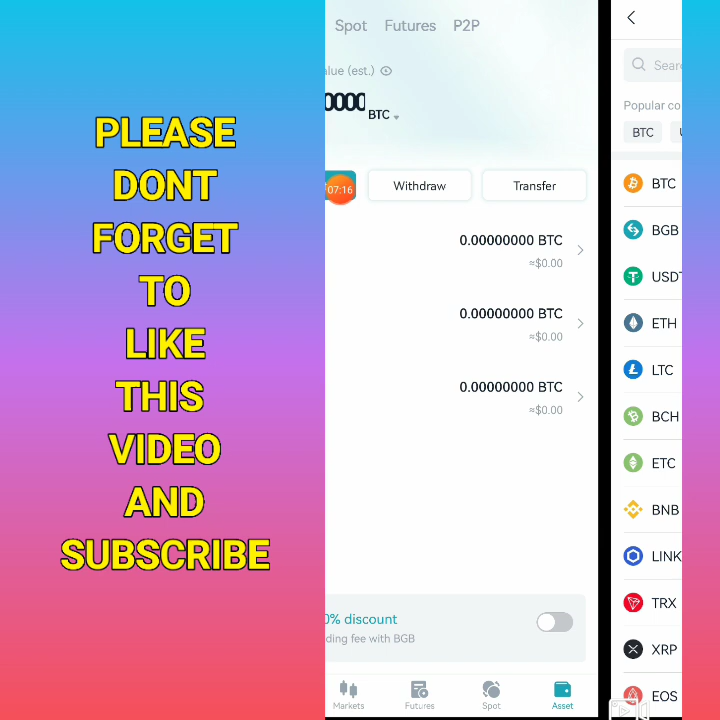 PLEASE
DONT
FORGET
TO
LIKE
THIS
VIDEO
AND
SUBSCRIBE
Spot Futures P2P
(est.)
BTC
07:16
Withdraw Transfer
0.00000000 BTC
≈$0.00
0.00000000 BTC
≈$0.00
0.00000000 BTC
≈$0.00
0% discount
fee with BGB
Markets Futures Spot Asset
Popular
BTC
BTC
BGB
USDT
ETH
LTC
BCH
ETC
BNB
LINK
TRX
XRP
EOS